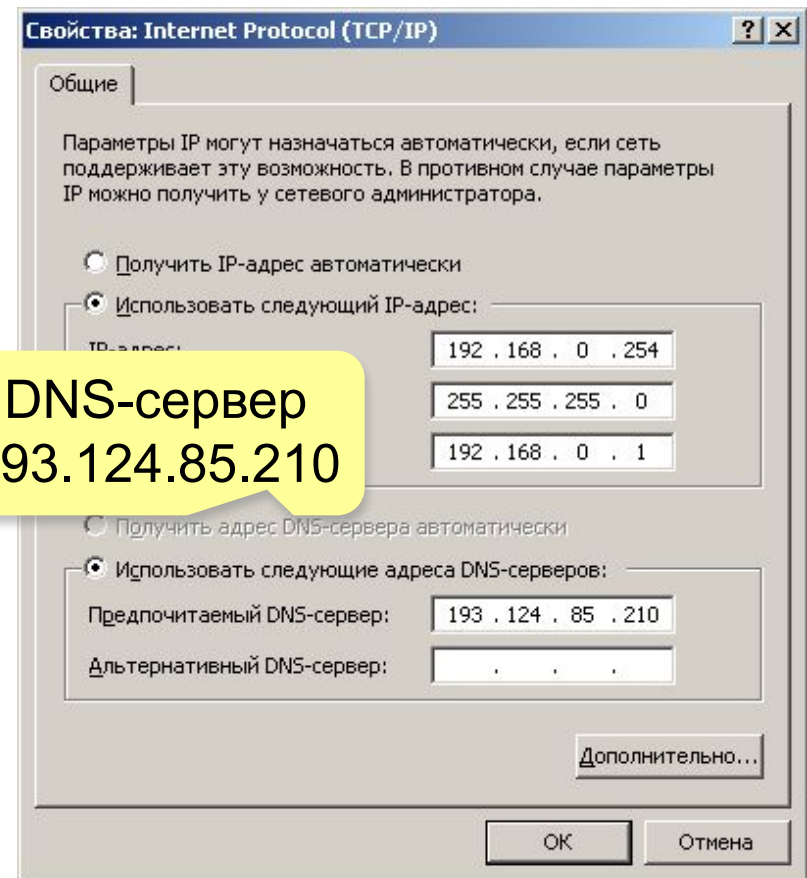 Свойства: Internet Protocol (TCP/IP)
Общие
Параметры IP могут назначаться автоматически, если сеть
поддерживает эту возможность. В противном случае параметры
IP можно получить у сетевого администратора.
Получить IP-адрес автоматически
Использовать следующий IP-адрес:
IP-адрес: 192 . 168 . 0 . 254
DNS-сервер
255 . 255 . 255 . 0
93.124.85.210
192 . 168 . 0 . 1
Получить адрес DNS-сервера автоматически
Использовать следующие адреса DNS-серверов:
Предпочитаемый DNS-сервер: 193 . 124 . 85 . 210
Альтернативный DNS-сервер: . . .
Дополнительно...
ОК
Отмена